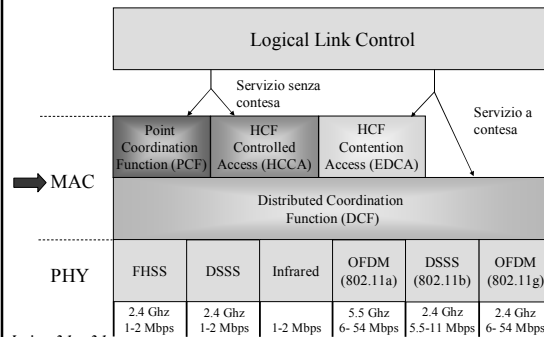 Logical Link Control
Servizio senza
contesa
Servizio a
contesa
Point
Coordination
Function (PCF)
HCF
Controlled
Access (HCCA)
HCF
Contention
Access (EDCA)
MAC
Distributed Coordination
Function (DCF)
PHY
FHSS
DSSS
Infrared
OFDM
(802.11a)
DSSS
(802.11b)
OFDM
(802.11g)
2.4 Ghz
1-2 Mbps
2.4 Ghz
1-2 Mbps
1-2 Mbps
5.5 Ghz
6- 54 Mbps
2.4 Ghz
5.5-11 Mbps
2.4 Ghz
6- 54 Mbps